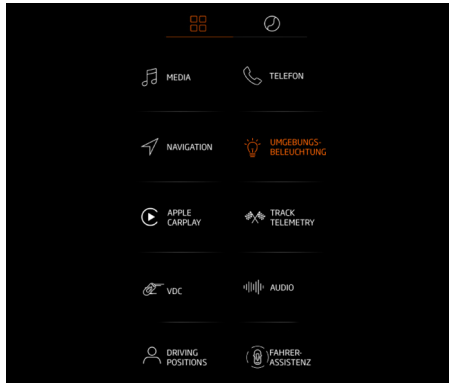 MEDIA
TELEFON
NAVIGATION
UMGEBUNGS-
BELEUCHTUNG
APPLE
CARPLAY
TRACK
TELEMETRY
VDC
AUDIO
DRIVING
POSITIONS
FAHRER-
ASSISTENZ